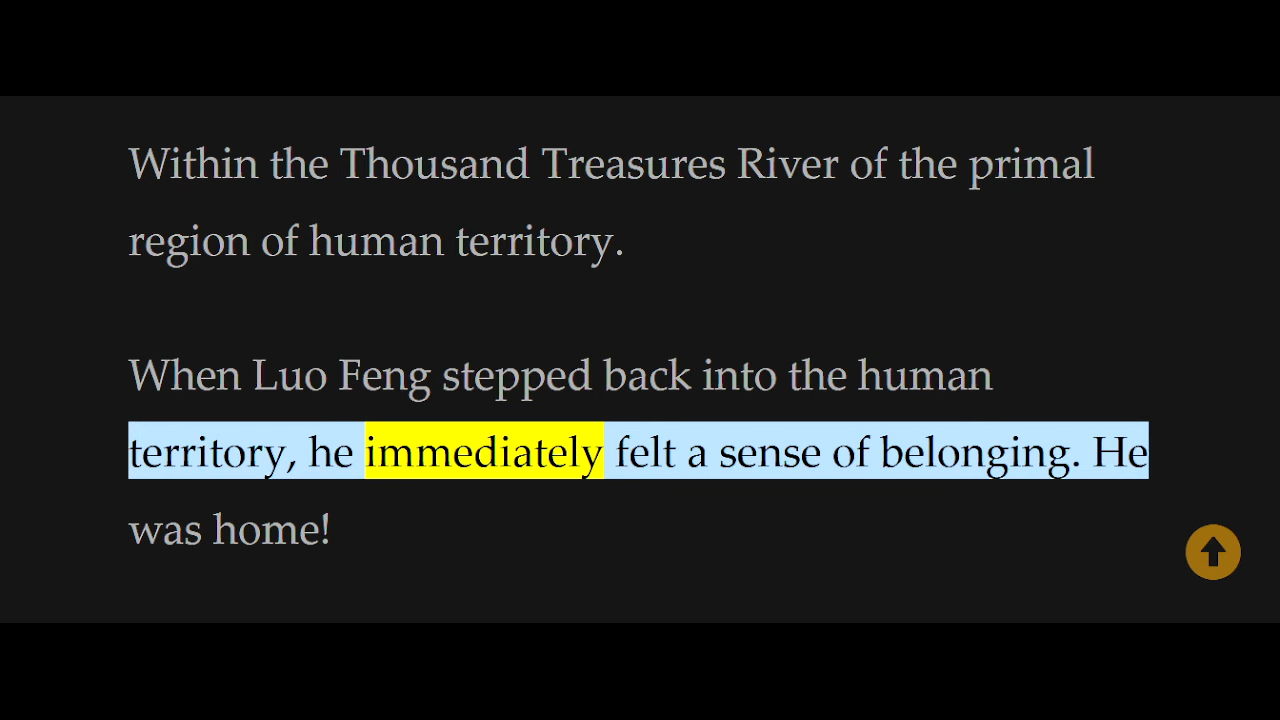 Within the Thousand Treasures River of the primal
region of human territory.
When Luo Feng stepped back into the human
territory, he immediately felt a sense of belonging. He
was home!